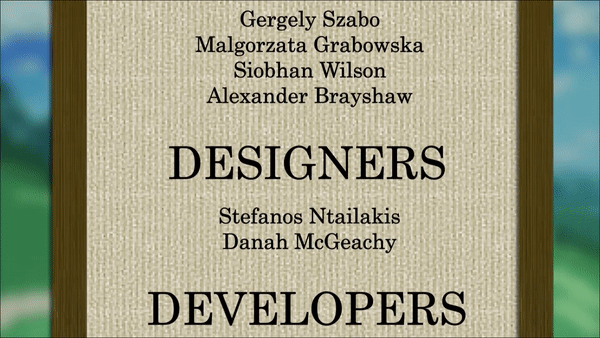 Gergely Szabo
Malgorzata Grabowska
Siobhan Wilson
Alexander Brayshaw
DESIGNERS
Stefanos Ntailakis
Danah McGeachy
DEVELOPERS